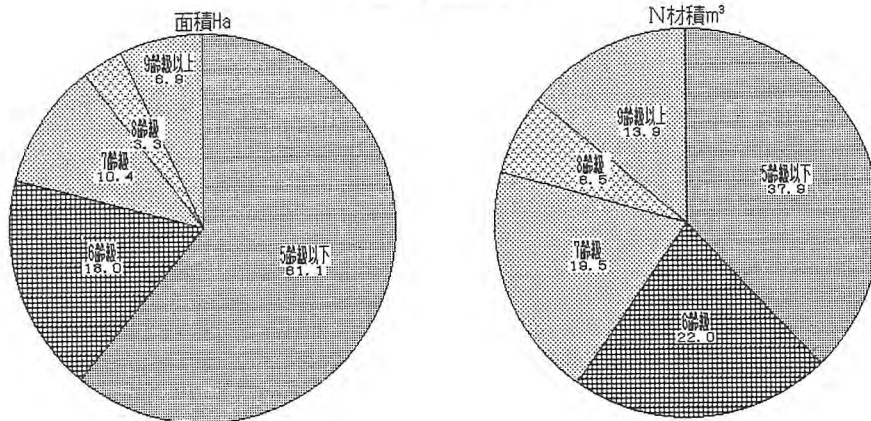 面積Ha
9齢級以上
6.9
8齢級
3.3
7齢級
10.4
6齢級
18.0
5齢級以下
61.1
N材積m³
9齢級以上
13.9
8齢級
6.5
7齢級
19.5
6齢級
22.0
5齢級以下
37.9